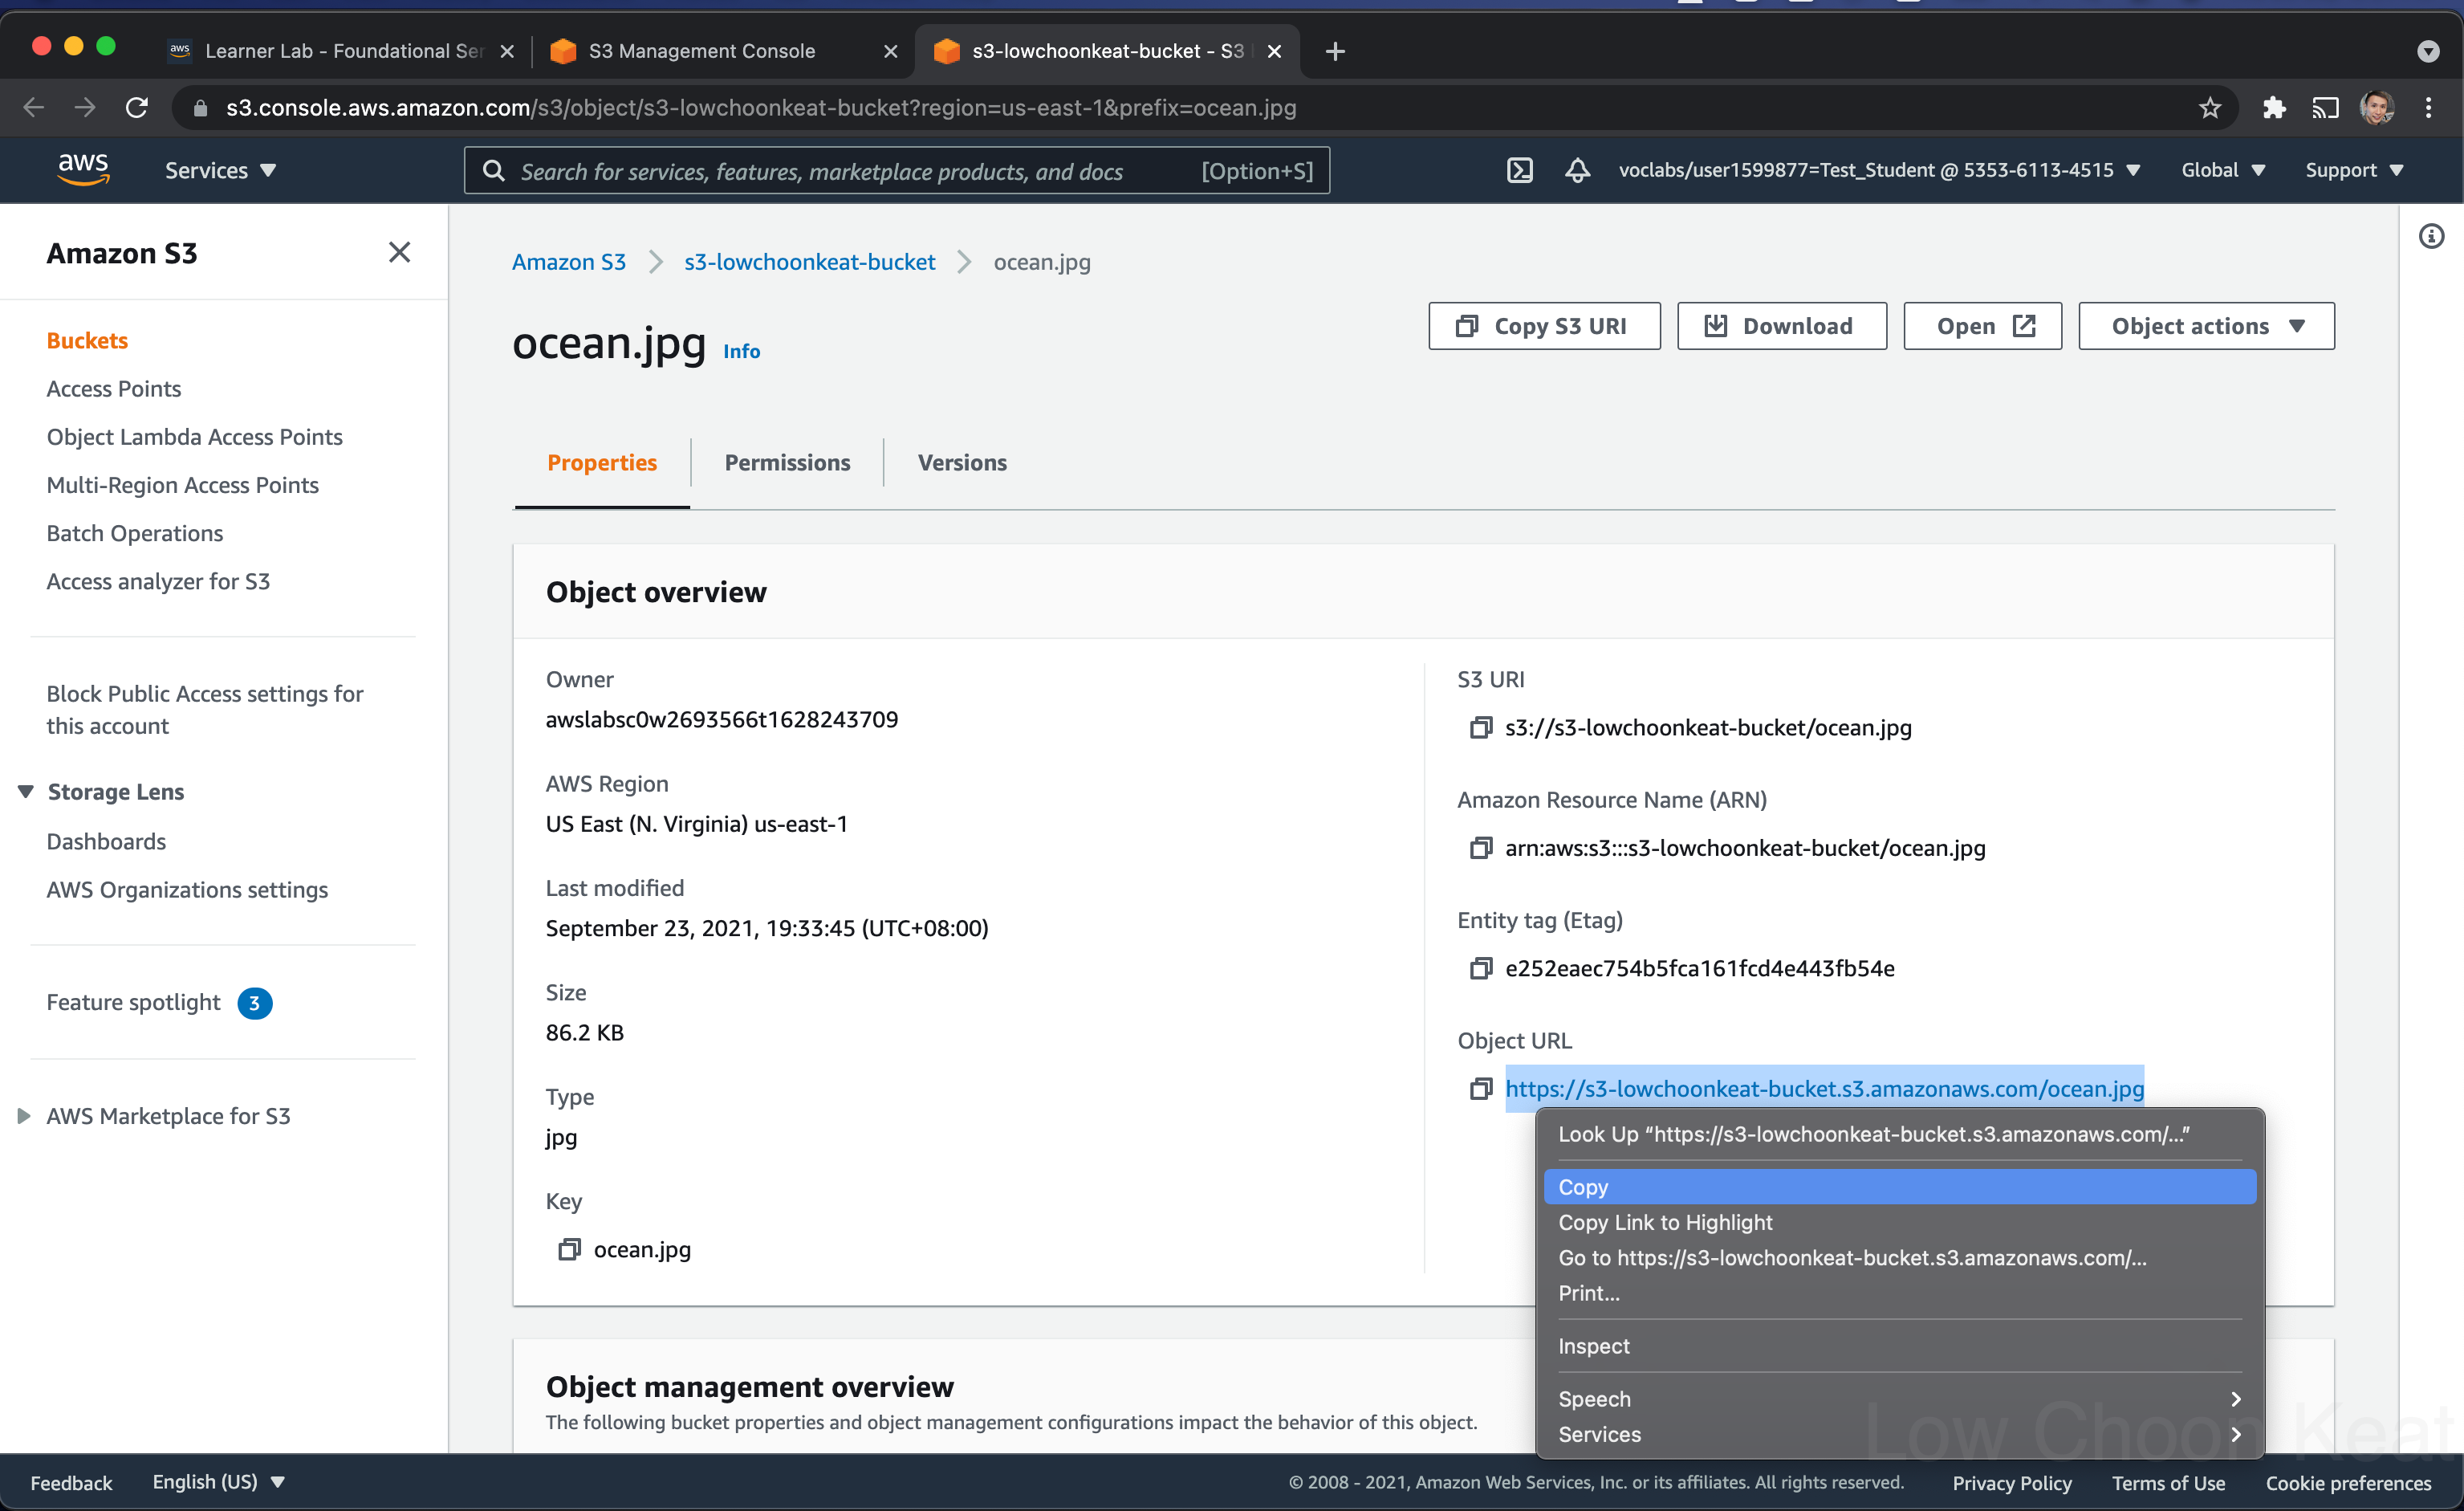 aws Learner Lab - Foundational Ser
S3 Management Console
s3-lowchoonkeat-bucket - S3
s3.console.aws.amazon.com/s3/object/s3-lowchoonkeat-bucket?region=us-east-1&prefix=ocean.jpg
aws
Services
Search for services, features, marketplace products, and docs [Option+S]
voclabs/user1599877=Test_Student @ 5353-6113-4515
Global
Support
Amazon S3
Buckets
Access Points
Object Lambda Access Points
Multi-Region Access Points
Batch Operations
Access analyzer for S3
Block Public Access settings for
this account
Storage Lens
Dashboards
AWS Organizations settings
Feature spotlight 3
AWS Marketplace for S3
Amazon S3 > s3-lowchoonkeat-bucket > ocean.jpg
ocean.jpg Info
Copy S3 URI
Download
Open
Object actions
Properties
Permissions
Versions
Object overview
Owner
awslabsc0w2693566t1628243709
AWS Region
US East (N. Virginia) us-east-1
Last modified
September 23, 2021, 19:33:45 (UTC+08:00)
Size
86.2 KB
Type
jpg
Key
ocean.jpg
S3 URI
s3://s3-lowchoonkeat-bucket/ocean.jpg
Amazon Resource Name (ARN)
arn:aws:s3:::s3-lowchoonkeat-bucket/ocean.jpg
Entity tag (Etag)
e252eaec754b5fca161fcd4e443fb54e
Object URL
https://s3-lowchoonkeat-bucket.s3.amazonaws.com/ocean.jpg
Look Up “https://s3-lowchoonkeat-bucket.s3.amazonaws.com/...”
Copy
Copy Link to Highlight
Go to https://s3-lowchoonkeat-bucket.s3.amazonaws.com/...
Print...
Inspect
Speech
Services
Object management overview
The following bucket properties and object management configurations impact the behavior of this object.
Low Choon Keat
Feedback
English (US)
© 2008 - 2021, Amazon Web Services, Inc. or its affiliates. All rights reserved.
Privacy Policy
Terms of Use
Cookie preferences